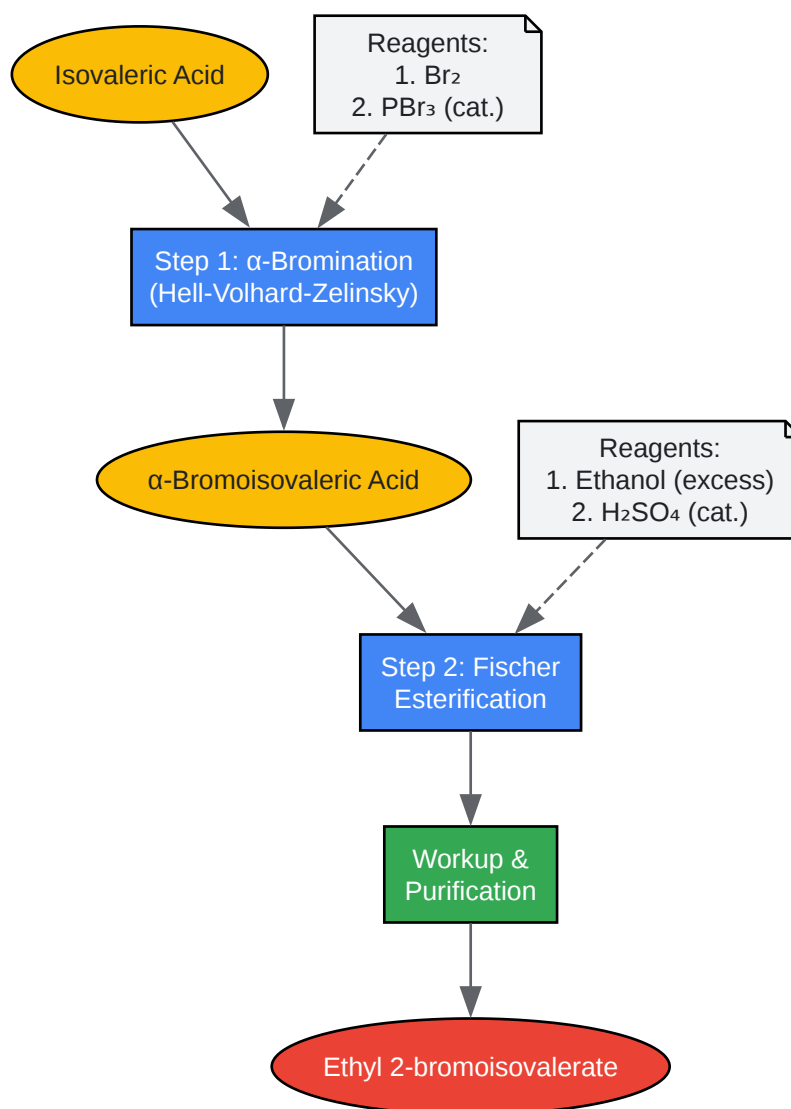 Isovaleric Acid
Reagents:
1. Br₂
2. PBr₃ (cat.)
Step 1: α-Bromination
(Hell-Volhard-Zelinsky)
α-Bromoisovaleric Acid
Reagents:
1. Ethanol (excess)
2. H₂SO₄ (cat.)
Step 2: Fischer
Esterification
Workup &
Purification
Ethyl 2-bromoisovalerate